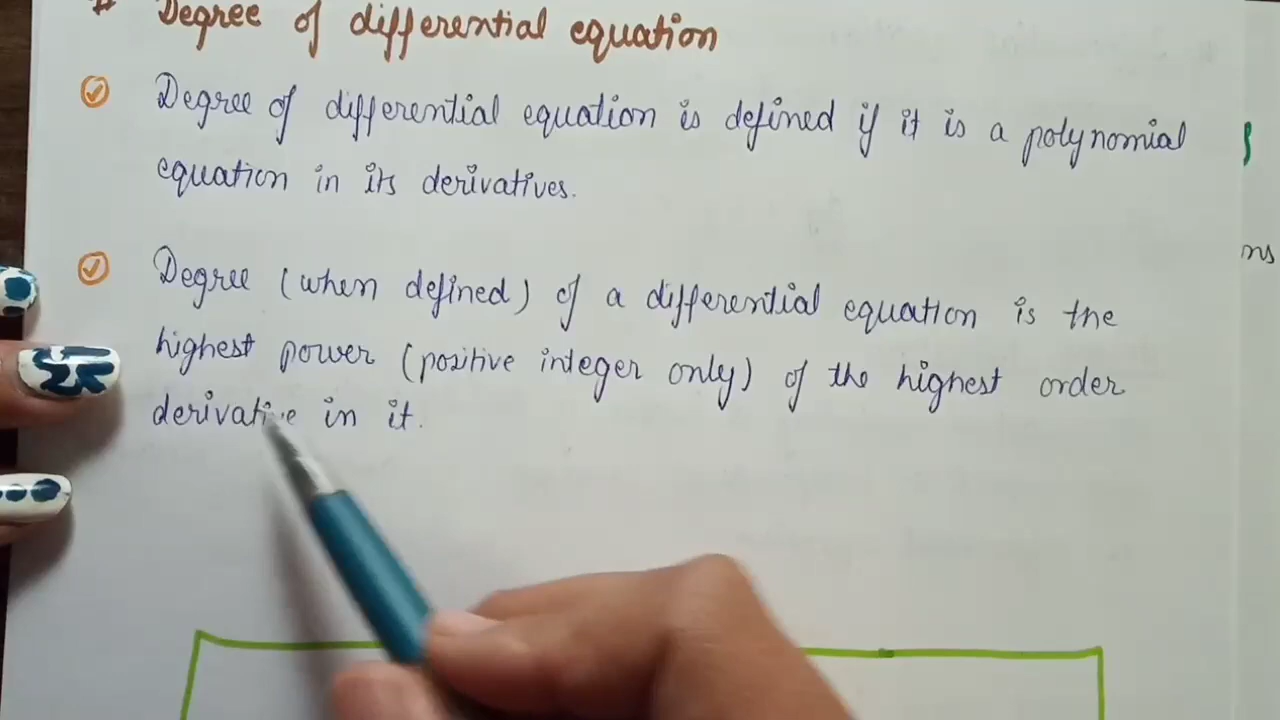 # Degree of differential equation
Degree of differential equation is defined if it is a polynomial
equation in its derivatives.
Degree (when defined) of a differential equation is the
highest power (positive integer only) of the highest order
derivative in it.
ns